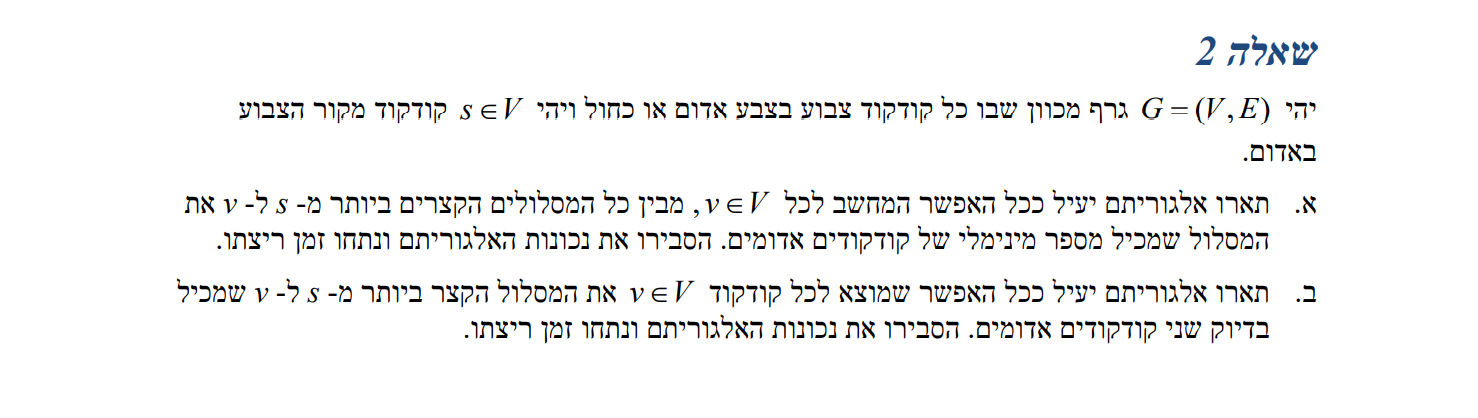 שאלה 2
יהי G = (V, E) גרף מכוון שבו כל קודקוד צבוע בצבע אדום או כחול ויהי s ∈ V קודקוד מקור הצבוע
באדום.
א. תארו אלגוריתם יעיל ככל האפשר המחשב לכל v ∈ V, מבין כל המסלולים הקצרים ביותר מ- s ל- v את
המסלול שמכיל מספר מינימלי של קודקודים אדומים. הסבירו את נכונות האלגוריתם ונתחו זמן ריצתו.
ב. תארו אלגוריתם יעיל ככל האפשר שמוצא לכל קודקוד v ∈ V את המסלול הקצר ביותר מ- s ל- v שמכיל
בדיוק שני קודקודים אדומים. הסבירו את נכונות האלגוריתם ונתחו זמן ריצתו.